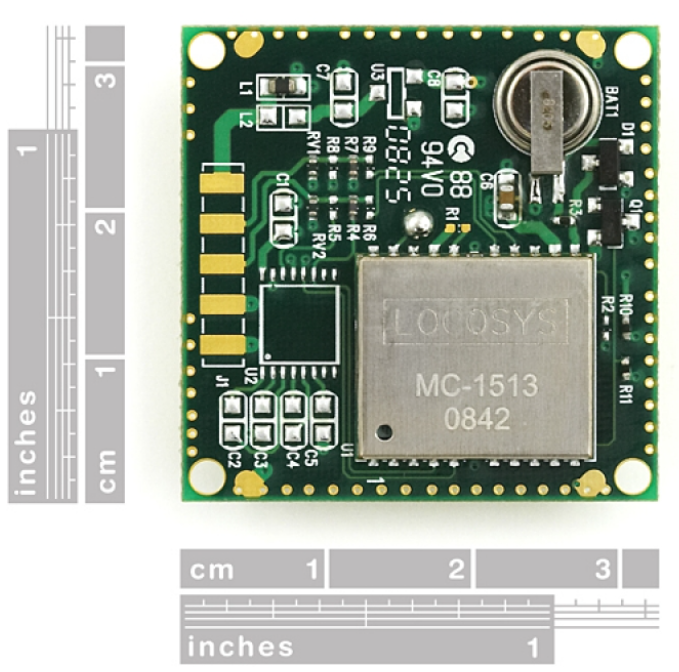 C7
U3
C8
L1
L2
BAT1
D1
RV1
R8
R7
R9
0835
88
94V0
C6
C1
R5
R4
R6
RV2
R1
R3
Q1
LOCOSYS
MC-1513
0842
R2
R10
R11
J1
U2
C2
C3
C4
C5
U1
1
3
2
1
cm
1
inches
cm 1 2 3
inches 1